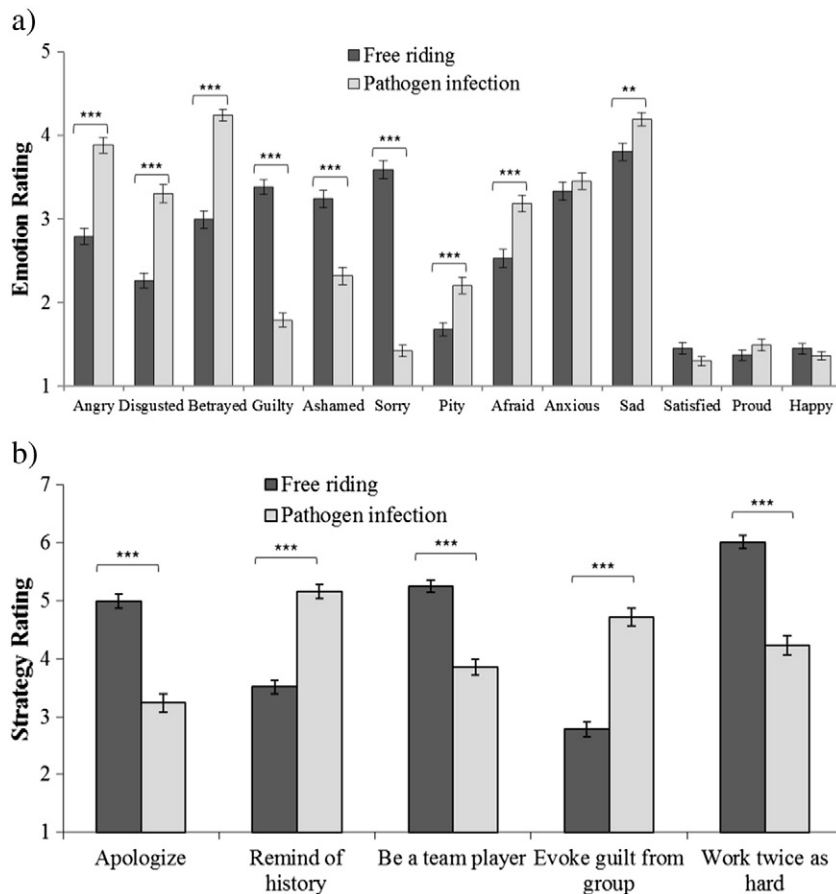 a)
5
Free riding
Pathogen infection
***
***
***
***
***
***
***
***
**
4
3
2
1
Emotion Rating
Angry Disgusted Betrayed Guilty Ashamed Sorry Pity Afraid Anxious Sad Satisfied Proud Happy
b)
7
Free riding
Pathogen infection
***
***
***
***
***
6
5
4
3
2
1
Strategy Rating
Apologize Remind of Be a team player Evoke guilt from Work twice as
history group hard